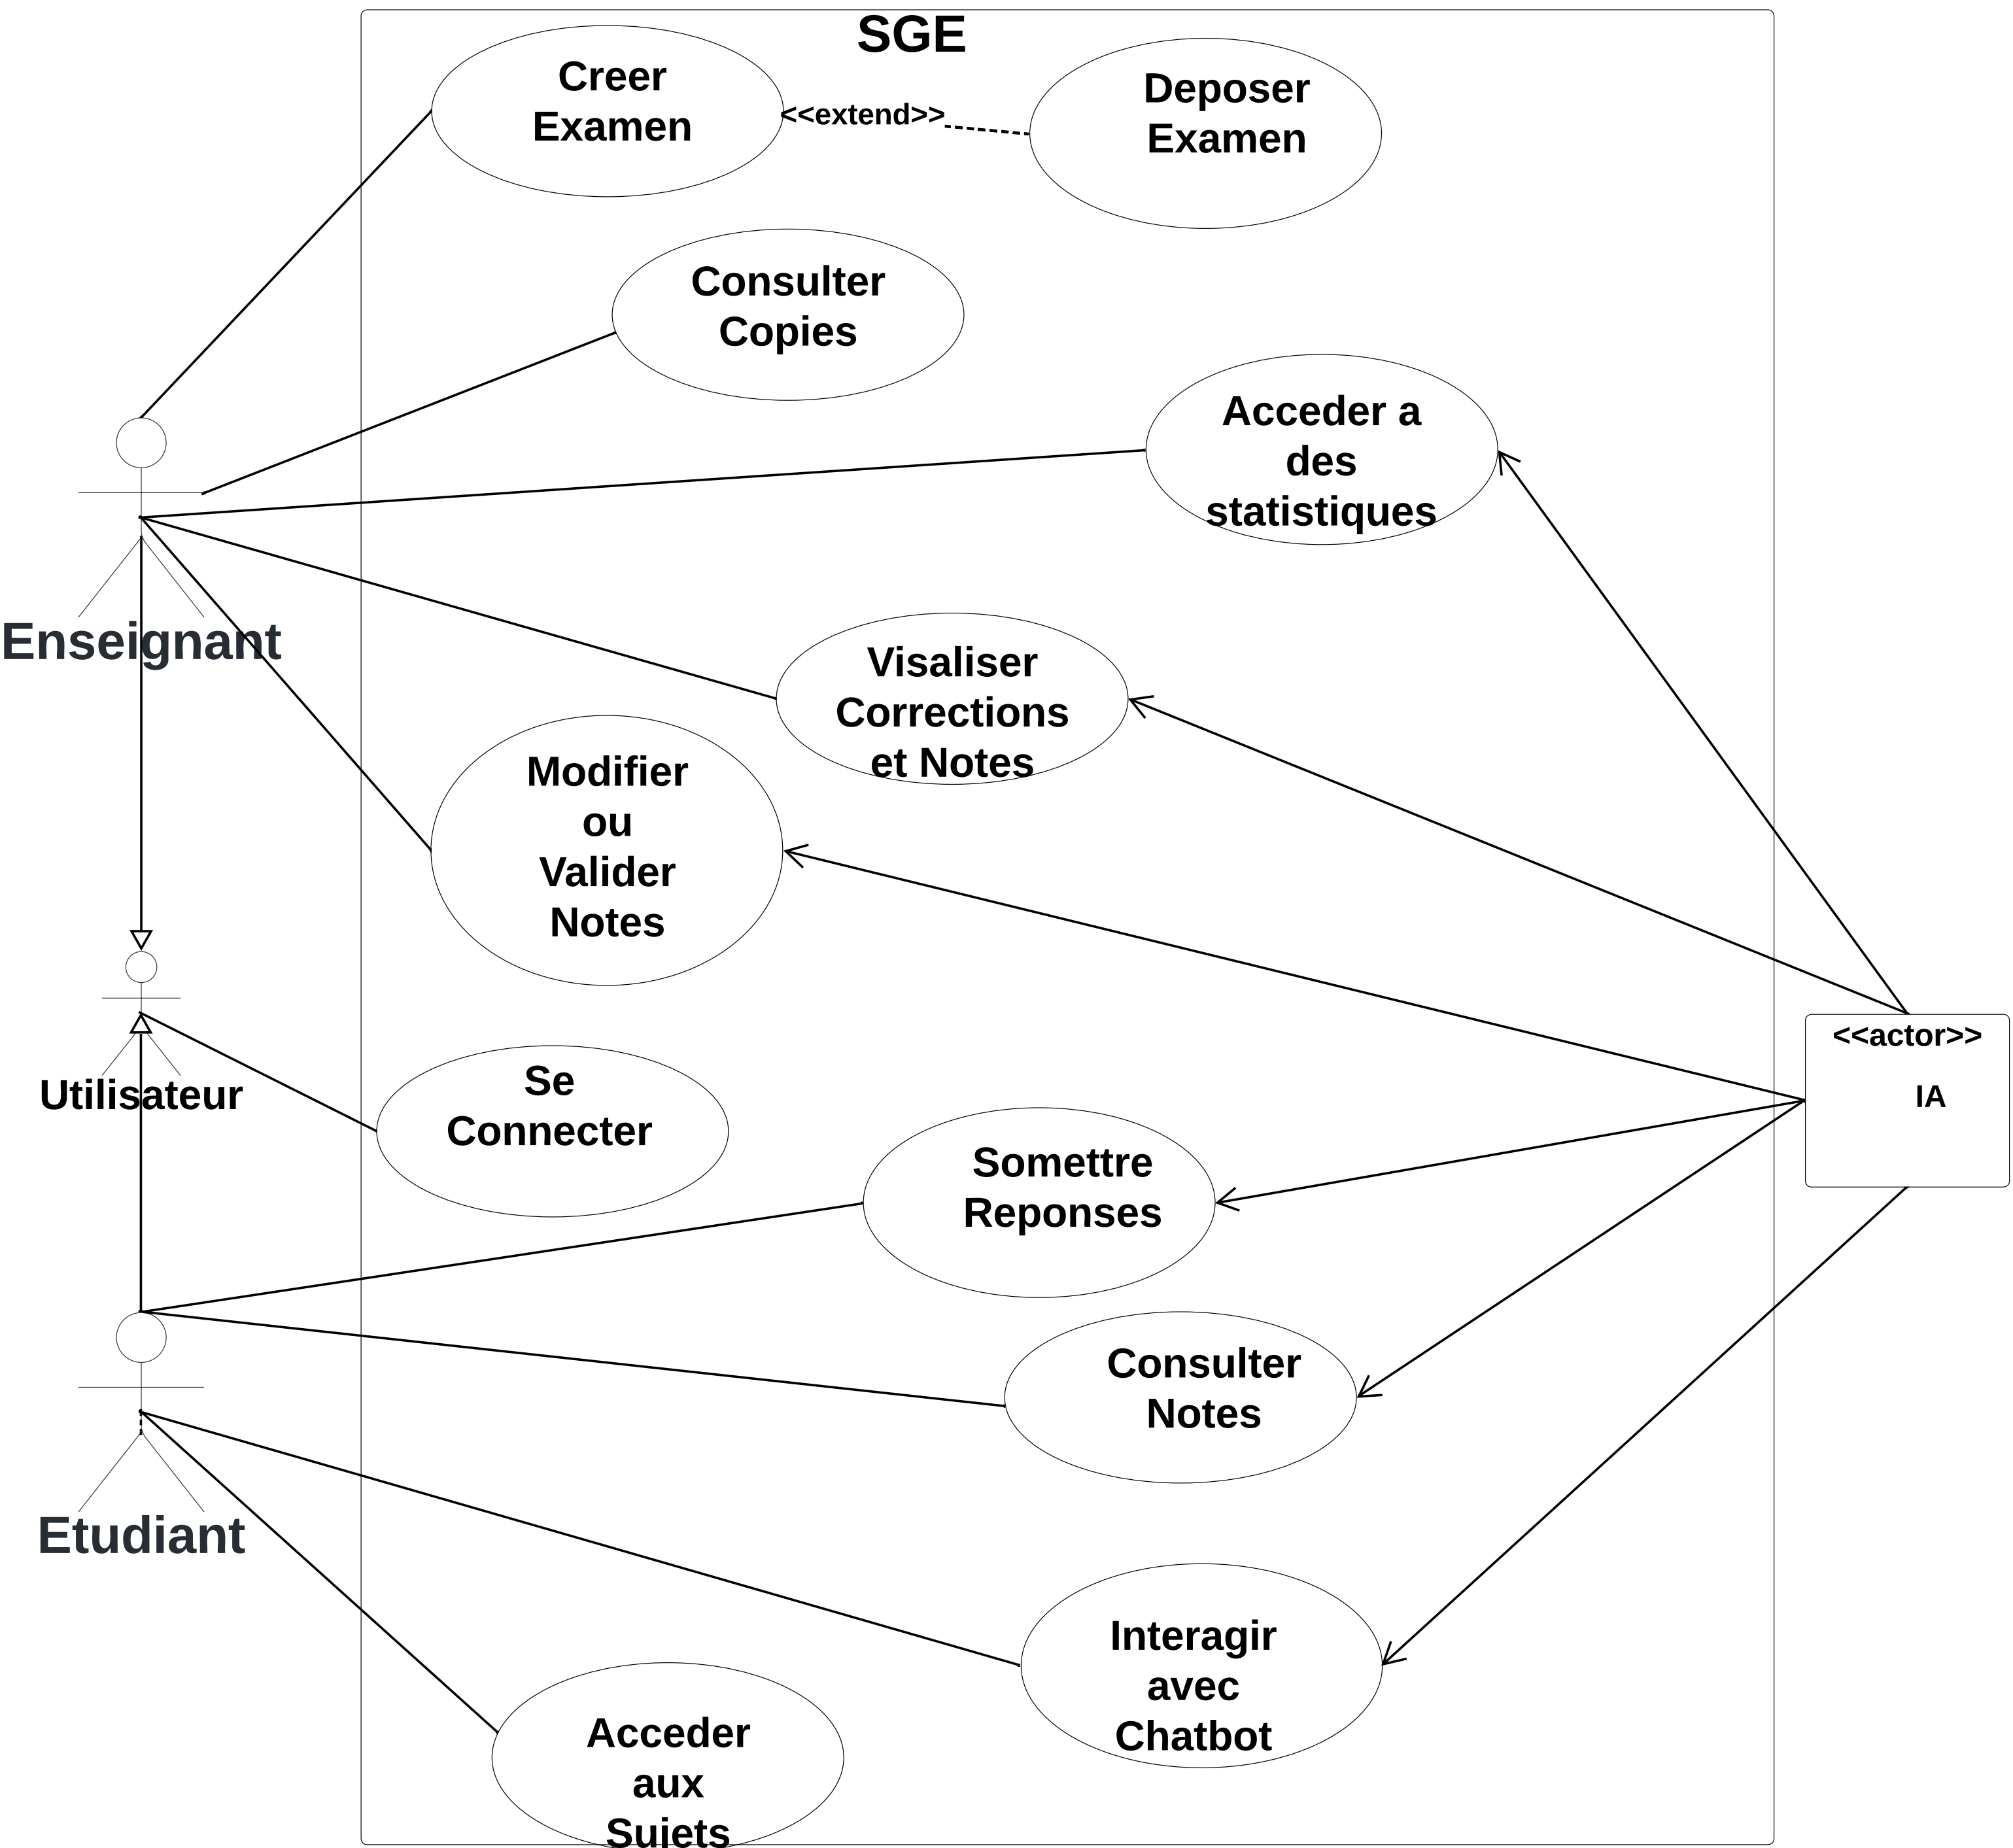 SGE
Creer
Examen
<<extend>>
Deposer
Examen
Consulter
Copies
Acceder a
des
statistiques
Enseignant
Visaliser
Corrections
et Notes
Modifier
ou
Valider
Notes
<<actor>>
IA
Utilisateur
Se
Connecter
Somettre
Reponses
Consulter
Notes
Etudiant
Interagir
avec
Chatbot
Acceder
aux
Sujets